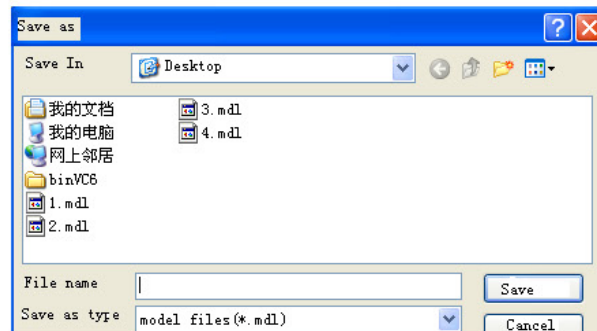 Save as
Save In
Desktop
我的文档
我的电脑
网上邻居
binVC6
1.mdl
2.mdl
3.mdl
4.mdl
File name
Save
Save as type
model files(*.mdl)
Cancel